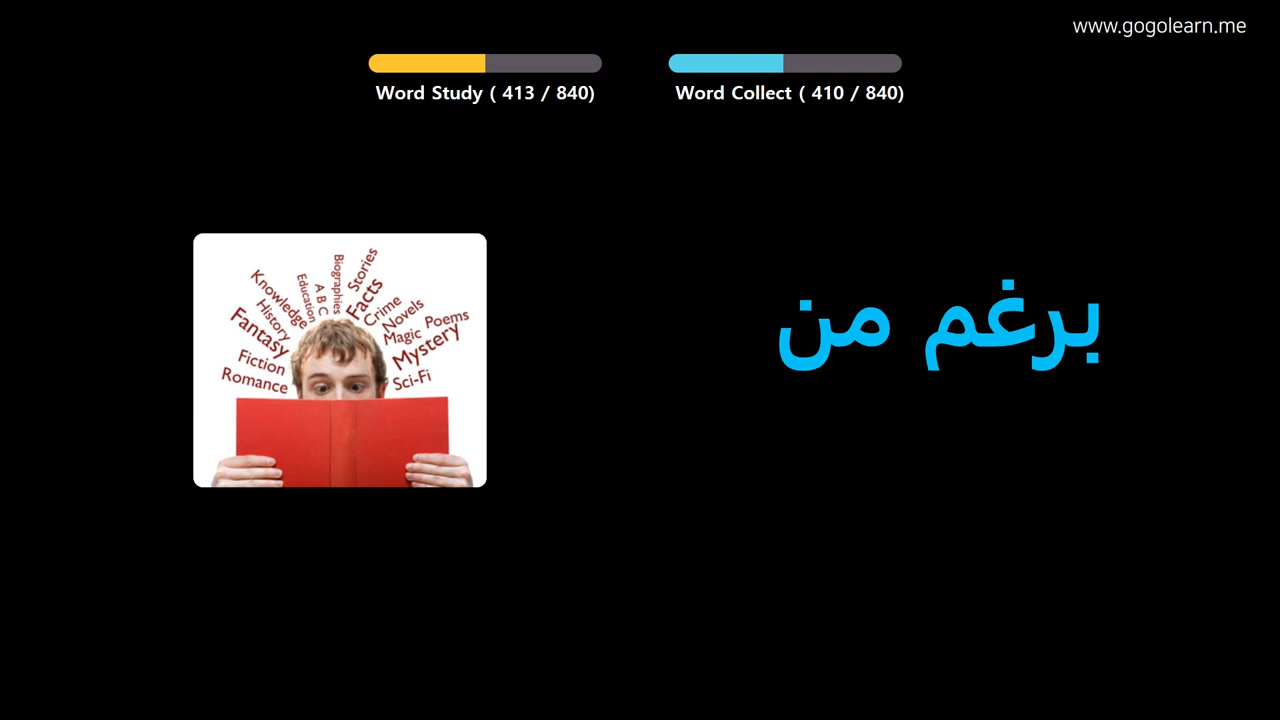 www.gogolearn.me
Word Study ( 413 / 840)
Word Collect ( 410 / 840)
برغم من
Knowledge
History
Fantasy
Fiction
Romance
Education
A B C
Biographies
Stories
Facts
Crime
Novels
Magic
Poems
Mystery
Sci-Fi